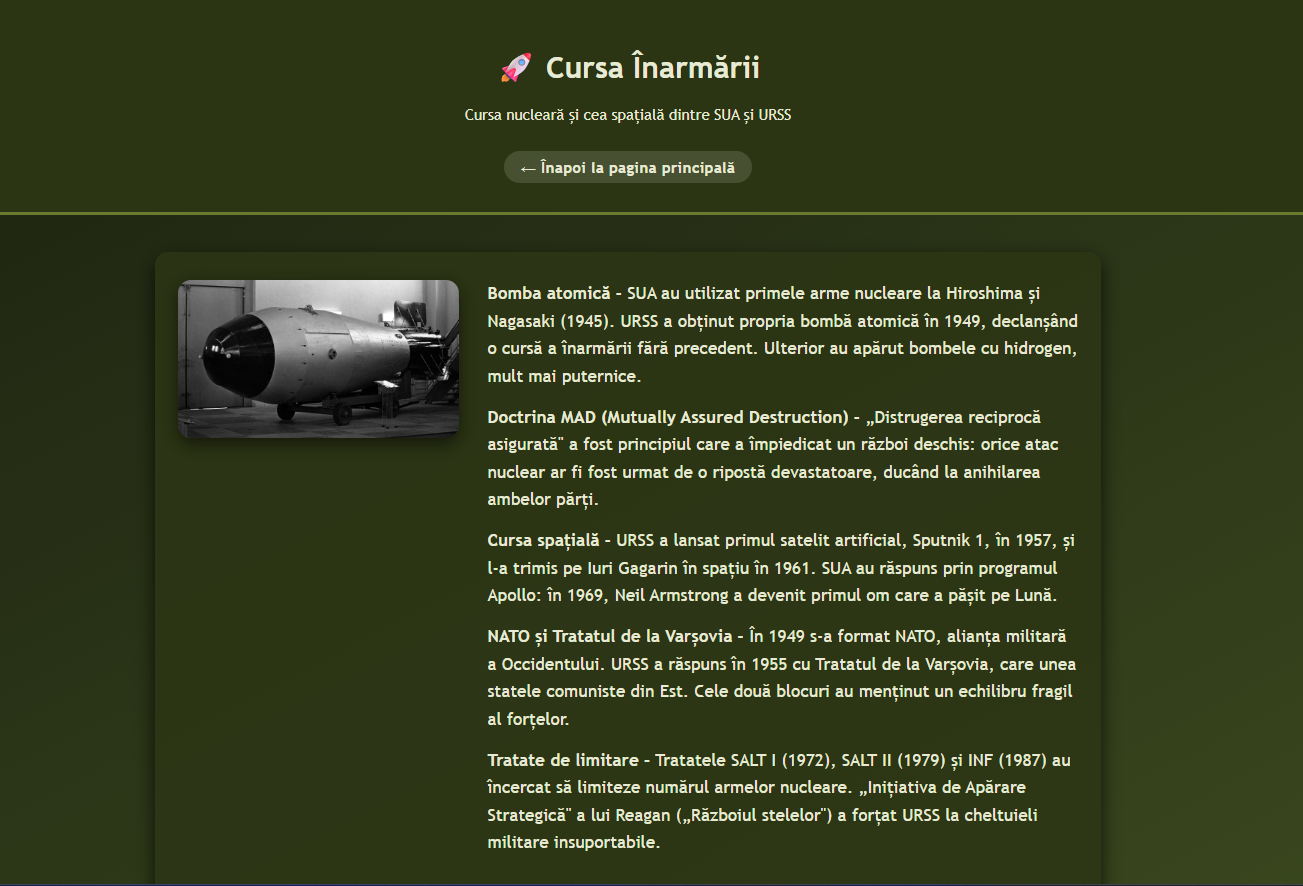 🚀 Cursa Înarmării
Cursa nucleară și cea spațială dintre SUA și URSS
← Înapoi la pagina principală
Bomba atomică – SUA au utilizat primele arme nucleare la Hiroshima și
Nagasaki (1945). URSS a obținut propria bombă atomică în 1949, declanșând
o cursă a înarmării fără precedent. Ulterior au apărut bombele cu hidrogen,
mult mai puternice.
Doctrina MAD (Mutually Assured Destruction) – „Distrugerea reciprocă
asigurată" a fost principiul care a împiedicat un război deschis: orice atac
nuclear ar fi fost urmat de o ripostă devastatoare, ducând la anihilarea
ambelor părți.
Cursa spațială – URSS a lansat primul satelit artificial, Sputnik 1, în 1957, și
l-a trimis pe Iuri Gagarin în spațiu în 1961. SUA au răspuns prin programul
Apollo: în 1969, Neil Armstrong a devenit primul om care a pășit pe Lună.
NATO și Tratatul de la Varșovia – În 1949 s-a format NATO, alianța militară
a Occidentului. URSS a răspuns în 1955 cu Tratatul de la Varșovia, care unea
statele comuniste din Est. Cele două blocuri au menținut un echilibru fragil
al forțelor.
Tratate de limitare – Tratatele SALT I (1972), SALT II (1979) și INF (1987) au
încercat să limiteze numărul armelor nucleare. „Inițiativa de Apărare
Strategică" a lui Reagan („Războiul stelelor") a forțat URSS la cheltuieli
militare insuportabile.